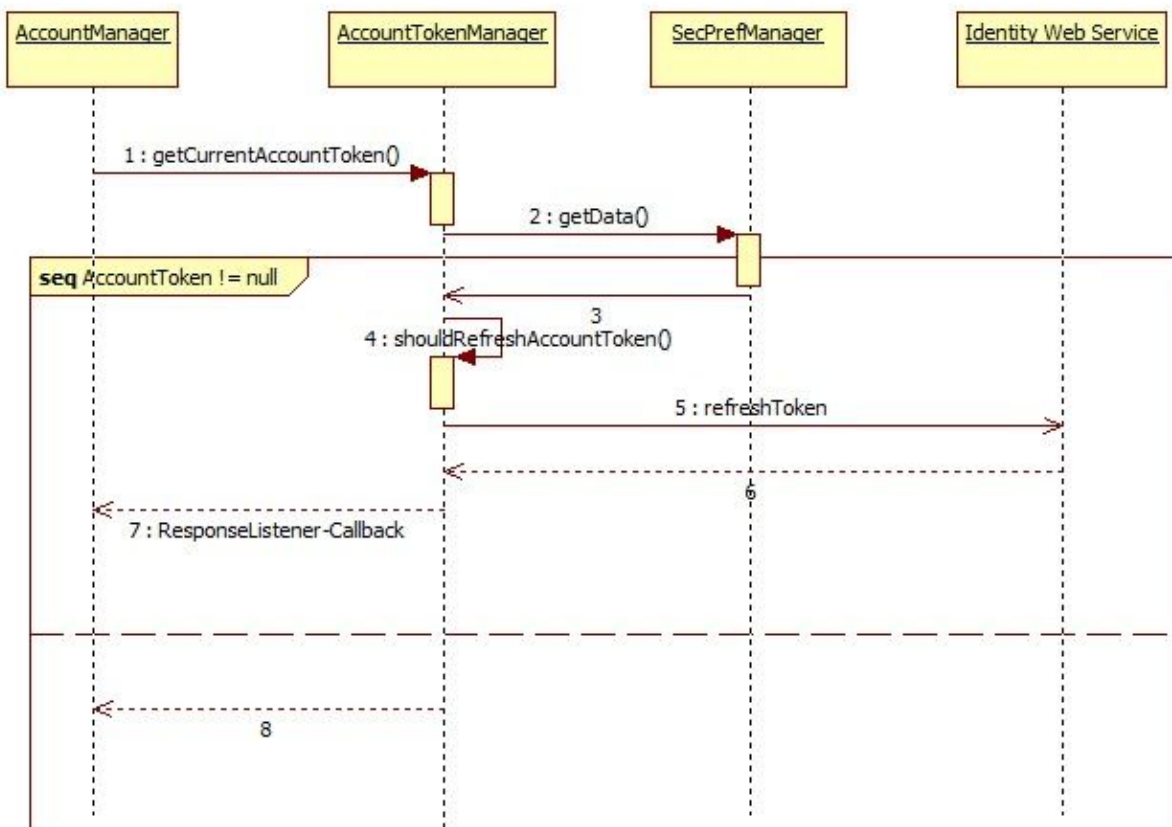 AccountManager
AccountTokenManager
SecPrefManager
Identity Web Service
1 : getCurrentAccountToken()
2 : getData()
seq AccountToken != null
3
4 : shouldRefreshAccountToken()
5 : refreshToken
6
7 : ResponseListener-Callback
8